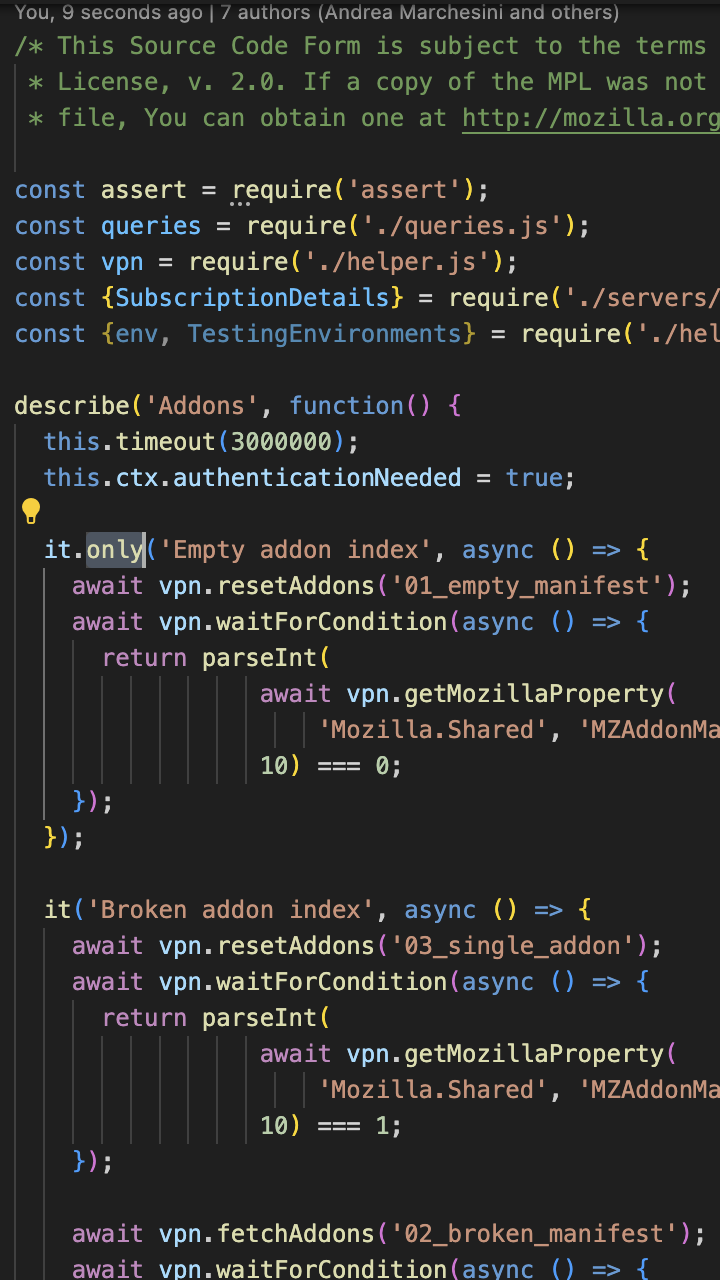 You, 9 seconds ago | 7 authors (Andrea Marchesini and others)
/* This Source Code Form is subject to the terms
* License, v. 2.0. If a copy of the MPL was not
* file, You can obtain one at http://mozilla.org
const assert = require('assert');
const queries = require('./queries.js');
const vpn = require('./helper.js');
const {SubscriptionDetails} = require('./servers/
const {env, TestingEnvironments} = require('./hel
describe('Addons', function() {
this.timeout(3000000);
this.ctx.authenticationNeeded = true;
it.only('Empty addon index', async () => {
await vpn.resetAddons('01_empty_manifest');
await vpn.waitForCondition(async () => {
return parseInt(
await vpn.getMozillaProperty(
'Mozilla.Shared', 'MZAddonMa
10) === 0;
});
});
it('Broken addon index', async () => {
await vpn.resetAddons('03_single_addon');
await vpn.waitForCondition(async () => {
return parseInt(
await vpn.getMozillaProperty(
'Mozilla.Shared', 'MZAddonMa
10) === 1;
});
await vpn.fetchAddons('02_broken_manifest');
await vpn.waitForCondition(async () => {